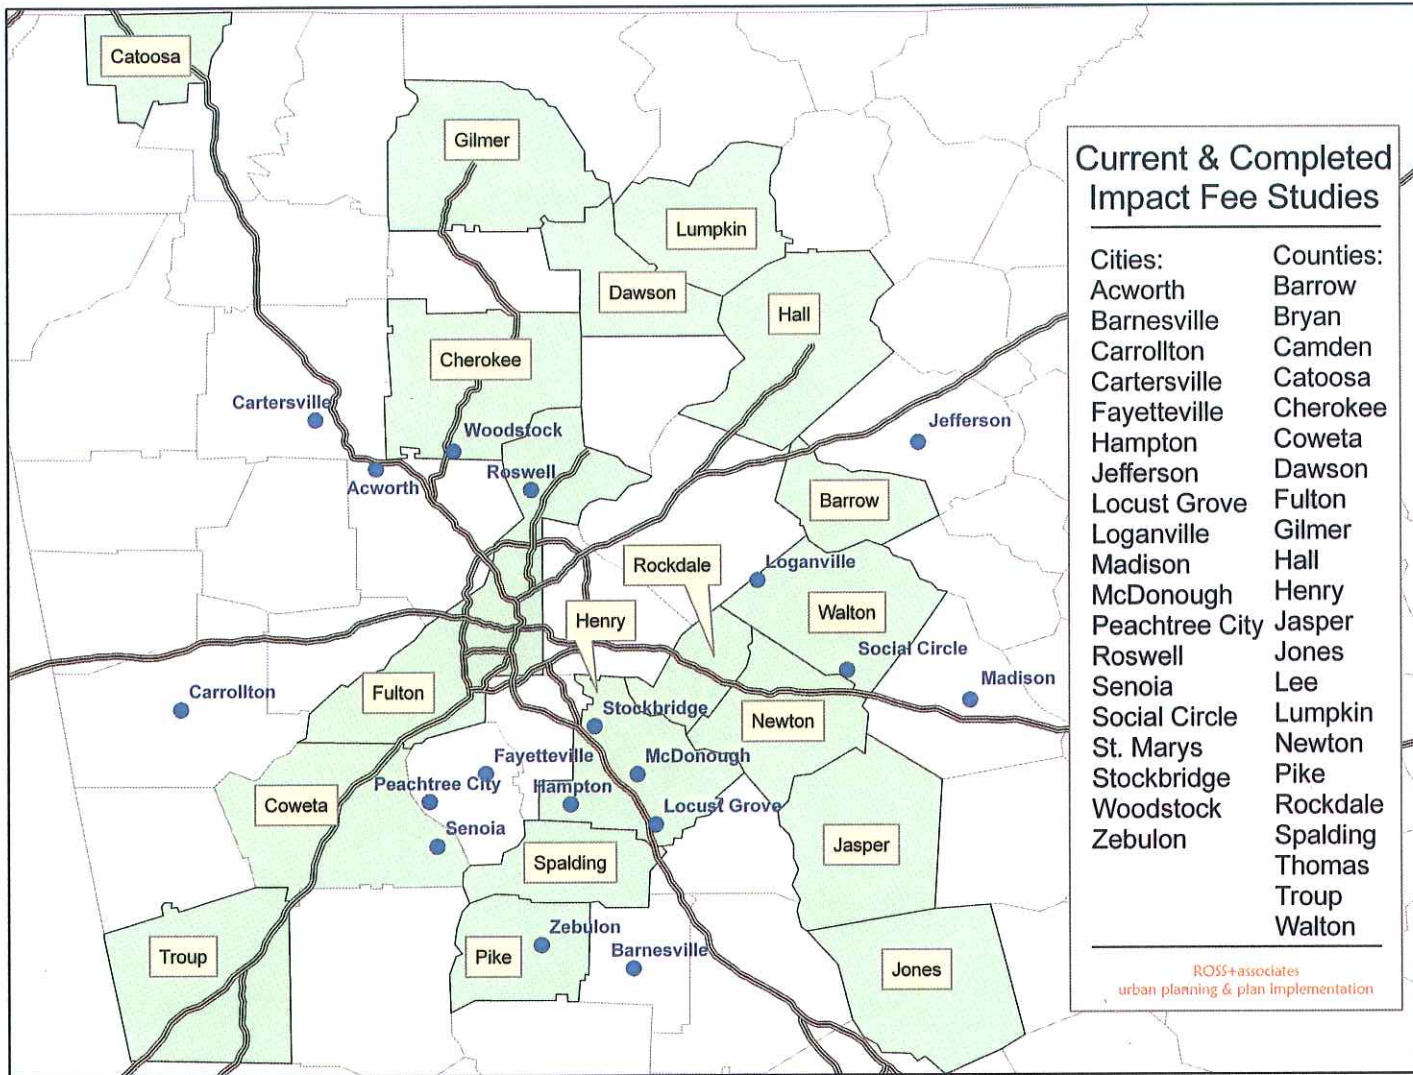 Catoosa
Gilmer
Lumpkin
Dawson
Hall
Cherokee
Cartersville
Woodstock
Jefferson
Roswell
Acworth
Barrow
Rockdale
Loganville
Henry
Walton
Social Circle
Madison
Carrollton
Fulton
Stockbridge
Newton
Fayetteville
McDonough
Peachtree City
Hampton
Coweta
Locust Grove
Senoia
Jasper
Spalding
Zebulon
Barnesville
Troup
Pike
Jones
Current & Completed
Impact Fee Studies
Cities:
Acworth
Barnesville
Carrollton
Cartersville
Fayetteville
Hampton
Jefferson
Locust Grove
Loganville
Madison
McDonough
Peachtree City
Roswell
Senoia
Social Circle
St. Marys
Stockbridge
Woodstock
Zebulon
Counties:
Barrow
Bryan
Camden
Catoosa
Cherokee
Coweta
Dawson
Fulton
Gilmer
Hall
Henry
Jasper
Jones
Lee
Lumpkin
Newton
Pike
Rockdale
Spalding
Thomas
Troup
Walton
ROSS+associates
urban planning & plan implementation